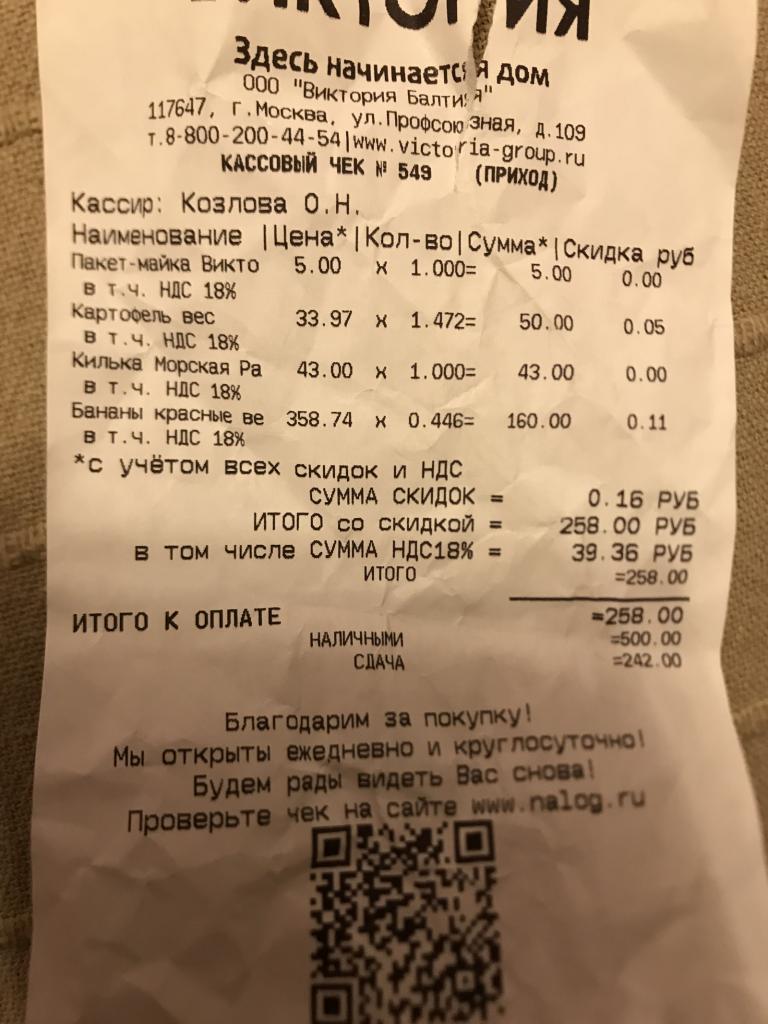 ВИКТОРИЯ
Здесь начинается дом
ООО "Виктория Балтия"
117647, г.Москва, ул.Профсоюзная, д.109
т.8-800-200-44-54|www.victoria-group.ru
КАССОВЫЙ ЧЕК № 549 (ПРИХОД)
Кассир: Козлова О.Н.
Наименование |Цена*|Кол-во|Сумма*|Скидка руб
Пакет-майка Викто 5.00 x 1.000= 5.00 0.00
в т.ч. НДС 18%
Картофель вес 33.97 x 1.472= 50.00 0.05
в т.ч. НДС 18%
Килька Морская Ра 43.00 x 1.000= 43.00 0.00
в т.ч. НДС 18%
Бананы красные ве 358.74 x 0.446= 160.00 0.11
в т.ч. НДС 18%
*с учётом всех скидок и НДС
СУММА СКИДОК = 0.16 РУБ
ИТОГО со скидкой = 258.00 РУБ
в том числе СУММА НДС18% = 39.36 РУБ
ИТОГО =258.00
ИТОГО К ОПЛАТЕ =258.00
НАЛИЧНЫМИ =500.00
СДАЧА =242.00
Благодарим за покупку!
Мы открыты ежедневно и круглосуточно!
Будем рады видеть Вас снова!
Проверьте чек на сайте www.nalog.ru